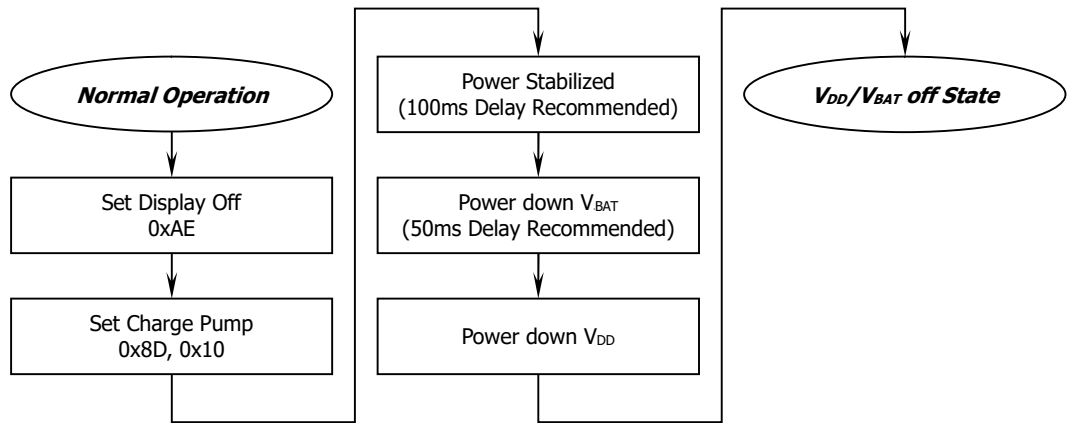 Normal Operation
Set Display Off
0xAE
Set Charge Pump
0x8D, 0x10
Power Stabilized
(100ms Delay Recommended)
Power down VBAT
(50ms Delay Recommended)
Power down VDD
VDD/VBAT off State